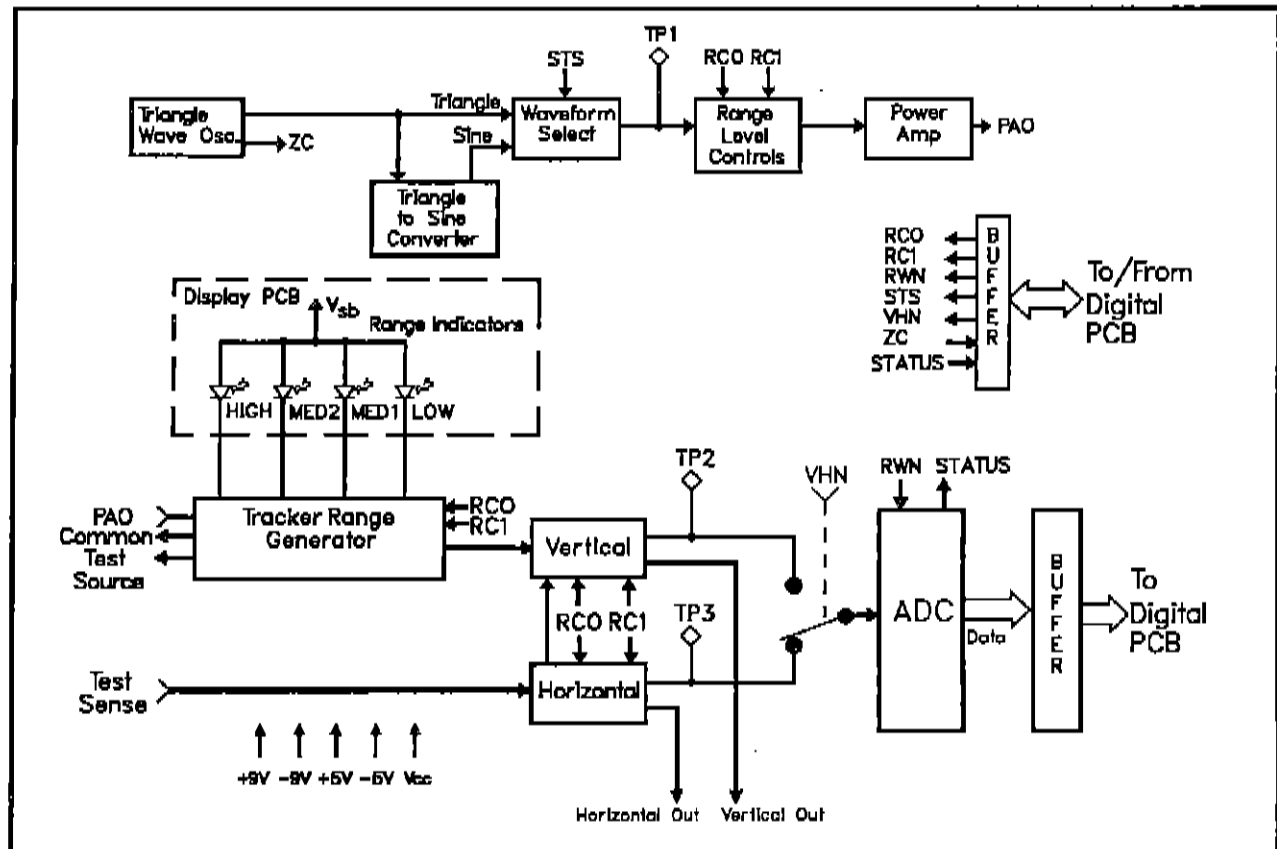 TP1
STS
RC0 RC1
Triangle
Wave Osc.
ZC
Triangle
Sine
Waveform
Select
Range
Level
Controls
Power
Amp
PAO
Triangle
to Sine
Converter
Display PCB
Vsb
Range Indicators
HIGH
MED2
MED1
LOW
RC0
RC1
RWN
STS
VHN
ZC
STATUS
BUFFER
To/From
Digital
PCB
PAO
Common
Test
Source
Tracker Range
Generator
RC0
RC1
Vertical
TP2
VHN
RWN STATUS
RC0 RC1
TP3
ADC
Data
BUFFER
To
Digital
PCB
Test
Sense
Horizontal
+9V -9V +5V -5V Vcc
Horizontal Out
Vertical Out